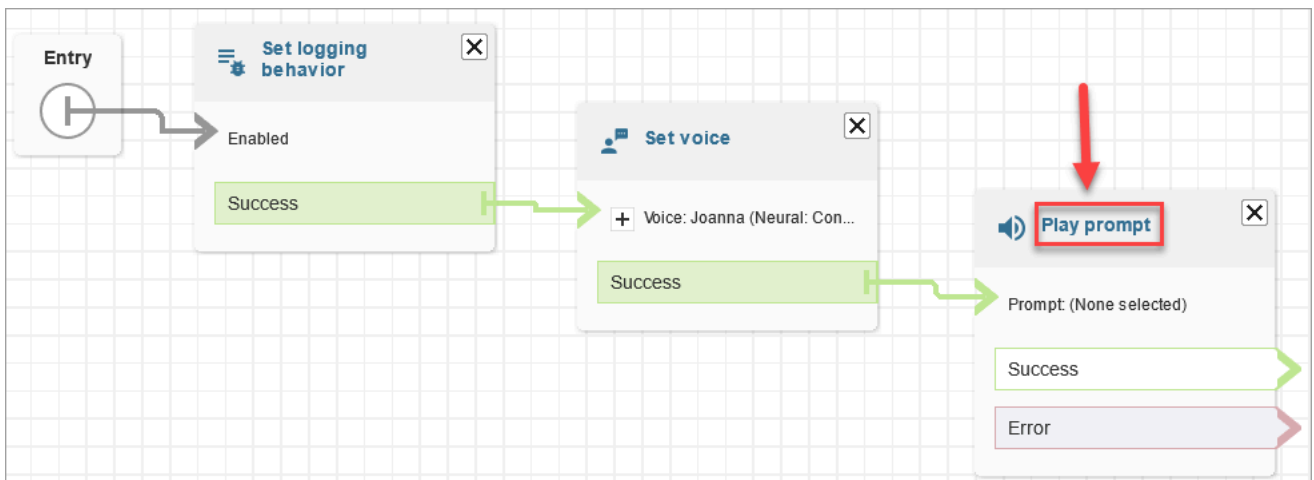 Entry
Set logging
behavior
Enabled
Success
Set voice
Voice: Joanna (Neural: Con...
Success
Play prompt
Prompt: (None selected)
Success
Error